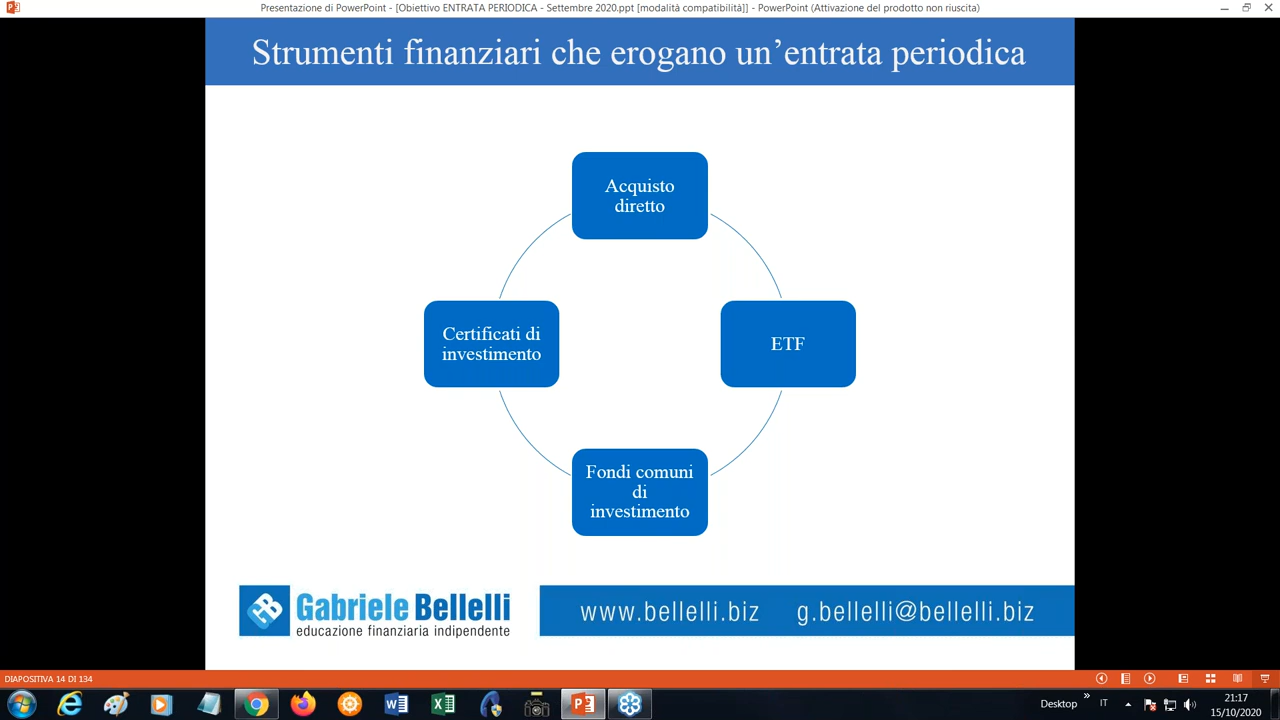 Presentazione di PowerPoint - [Obiettivo ENTRATA PERIODICA - Settembre 2020.ppt [modalità compatibilità]] - PowerPoint (Attivazione del prodotto non riuscita)
Strumenti finanziari che erogano un’entrata periodica
Acquisto
diretto
Certificati di
investimento
ETF
Fondi comuni
di
investimento
Gabriele Bellelli
educazione finanziaria indipendente
www.bellelli.biz g.bellelli@bellelli.biz
DIAPOSITIVA 14 DI 134
Desktop
IT
21:17
15/10/2020